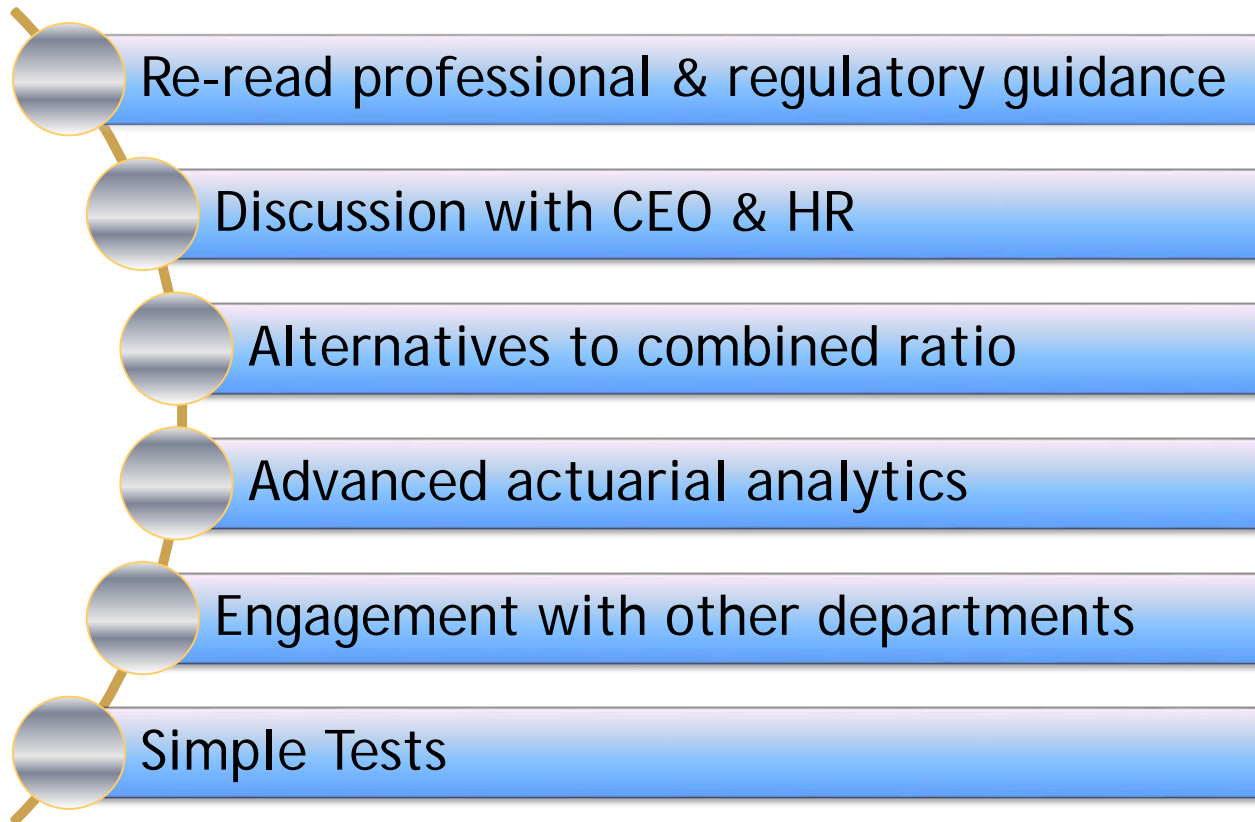 Re-read professional & regulatory guidance
Discussion with CEO & HR
Alternatives to combined ratio
Advanced actuarial analytics
Engagement with other departments
Simple Tests